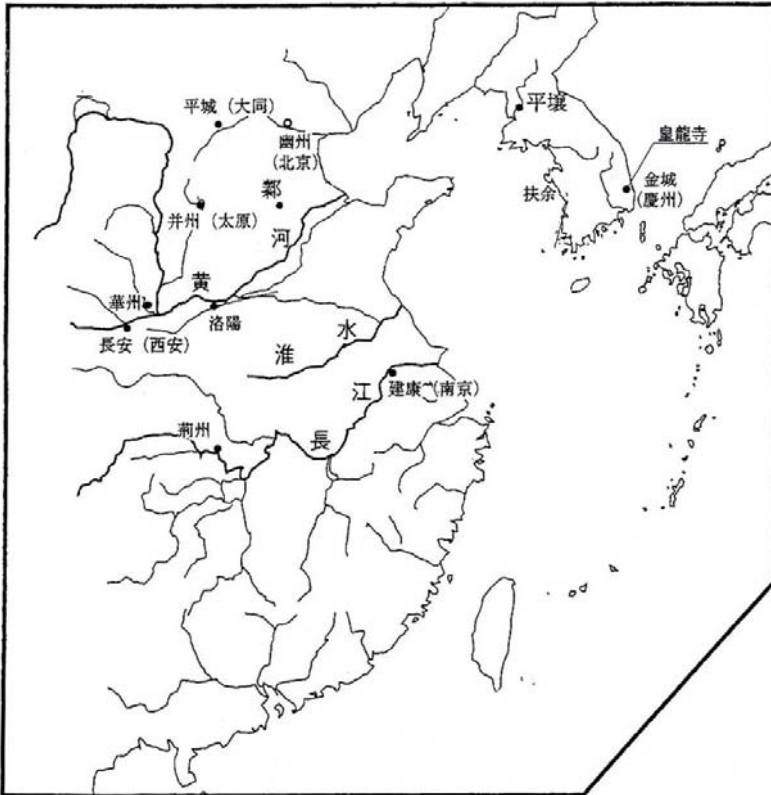 平城（大同）
幽州
（北京）
平壌
皇龍寺
鄴
扶余
金城
（慶州）
并州（太原）
河
黄
華州
洛陽
長安（西安）
水
淮
江
建康（南京）
荊州
長